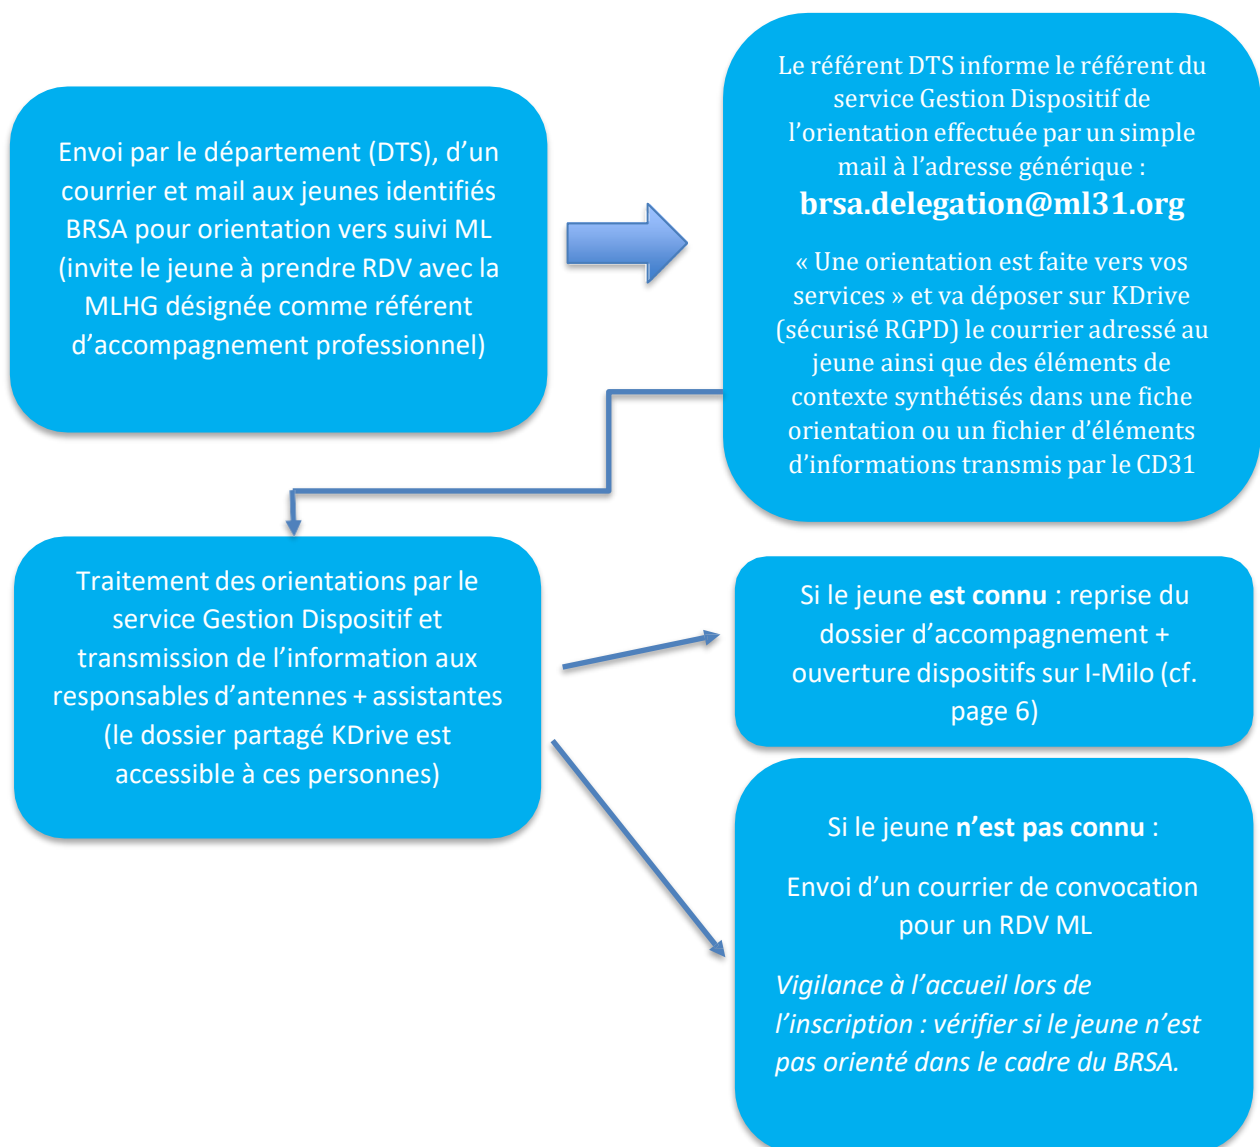 Envoi par le département (DTS), d’un
courrier et mail aux jeunes identifiés
BRSA pour orientation vers suivi ML
(invite le jeune à prendre RDV avec la
MLHG désignée comme référent
d’accompagnement professionnel)
Le référent DTS informe le référent du
service Gestion Dispositif de
l’orientation effectuée par un simple
mail à l’adresse générique :
brsa.delegation@ml31.org
« Une orientation est faite vers vos
services » et va déposer sur KDrive
(sécurisé RGPD) le courrier adressé au
jeune ainsi que des éléments de
contexte synthétisés dans une fiche
orientation ou un fichier d’éléments
d’informations transmis par le CD31
Traitement des orientations par le
service Gestion Dispositif et
transmission de l’information aux
responsables d’antennes + assistantes
(le dossier partagé KDrive est
accessible à ces personnes)
Si le jeune est connu : reprise du
dossier d’accompagnement +
ouverture dispositifs sur I-Milo (cf.
page 6)
Si le jeune n’est pas connu :
Envoi d’un courrier de convocation
pour un RDV ML
Vigilance à l’accueil lors de
l’inscription : vérifier si le jeune n’est
pas orienté dans le cadre du BRSA.